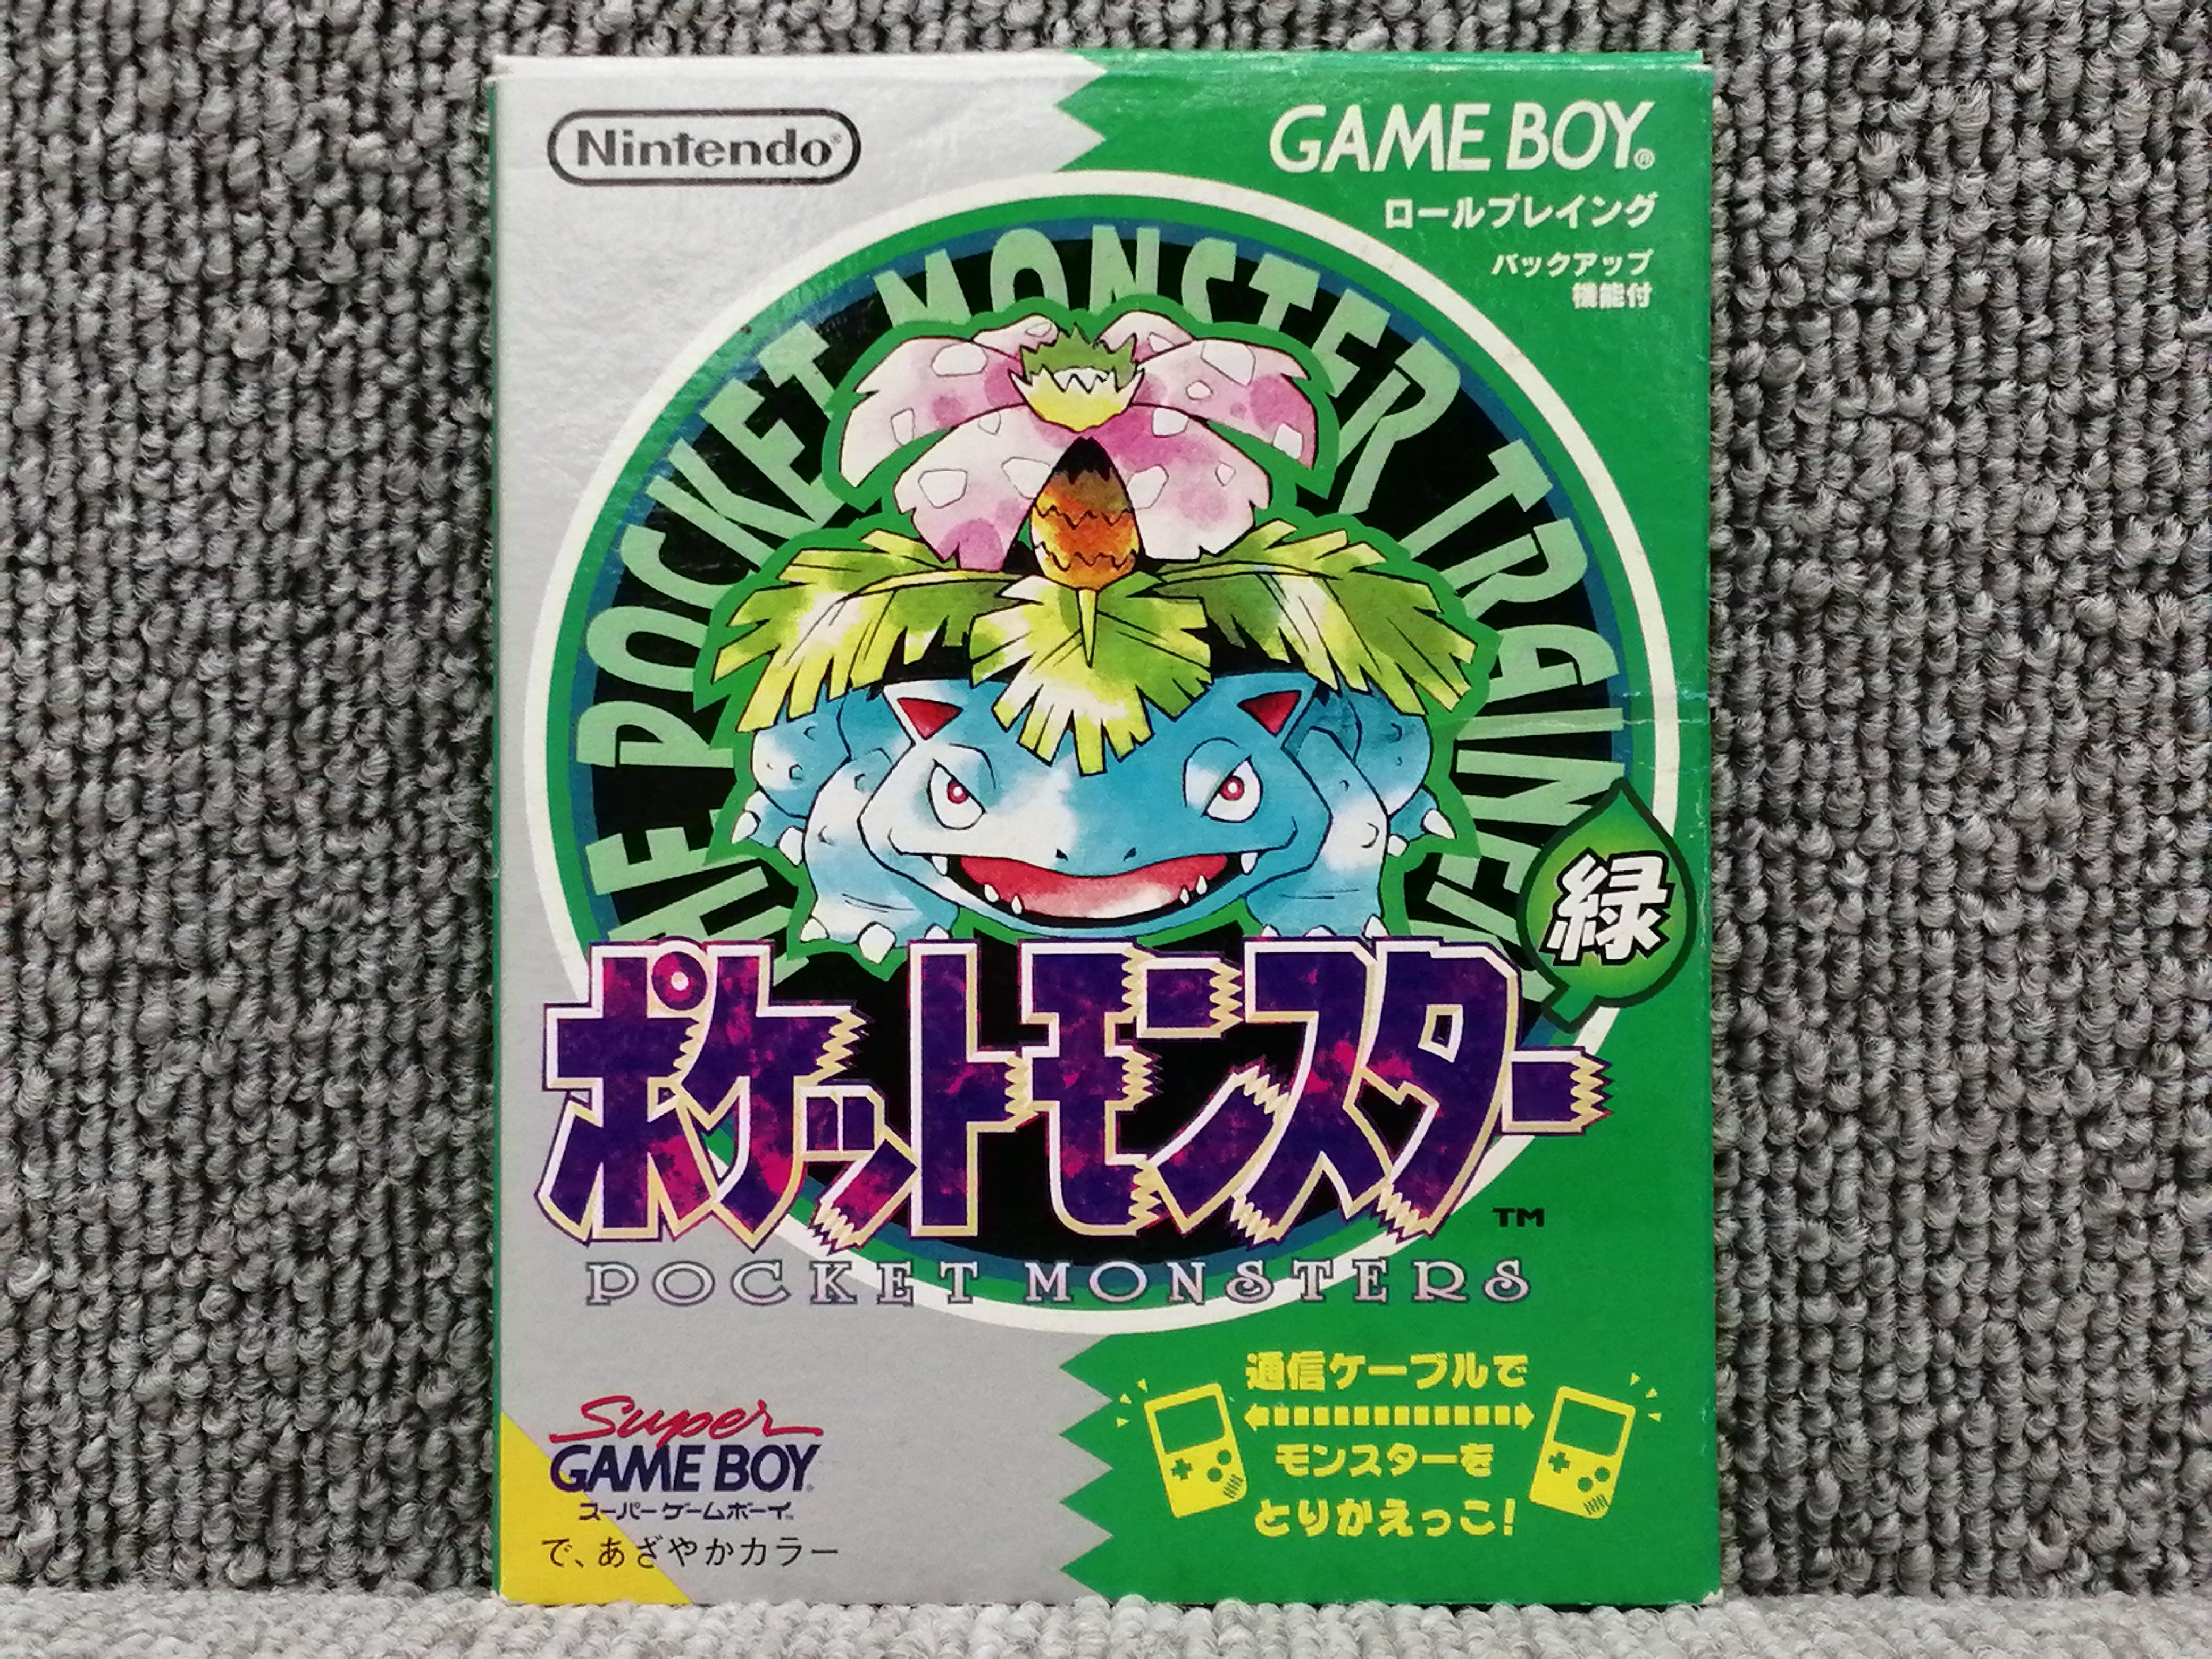 Nintendo®
GAME BOY®
ロールプレイング
バックアップ
機能付
THE POCKET MONSTER TRAINER
緑
ポケットモンスター
TM
POCKET MONSTERS
Super
GAME BOY®
スーパーゲームボーイ™
で、あざやかカラー
通信ケーブルで
モンスターを
とりかえっこ!